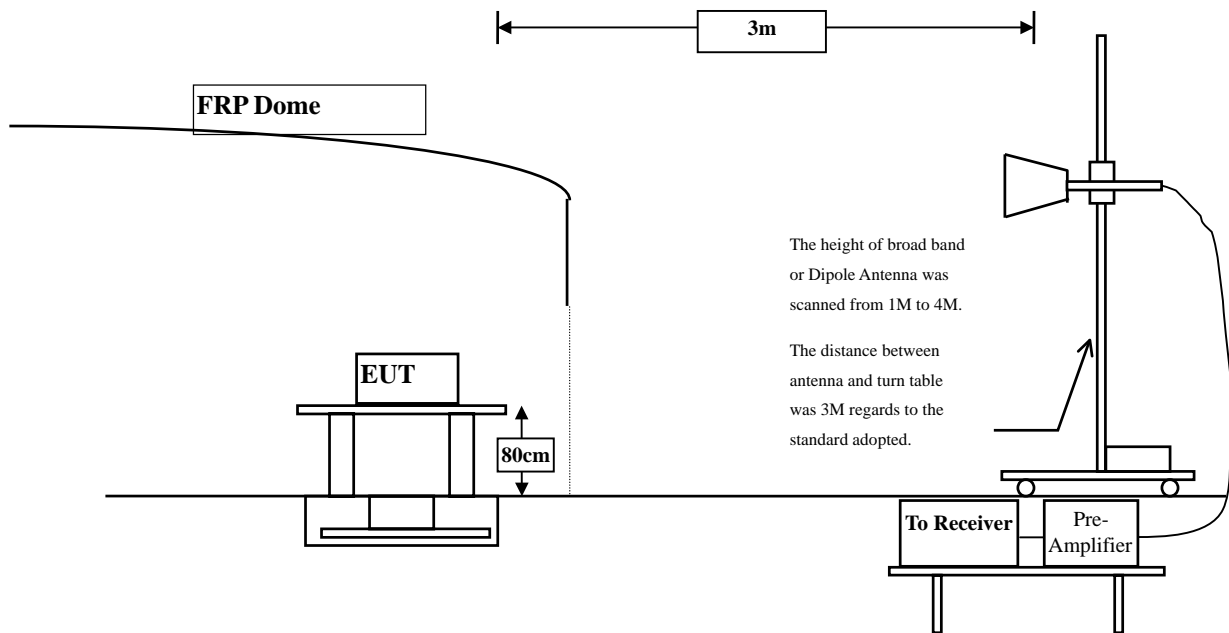 3m
FRP Dome
The height of broad band
or Dipole Antenna was
scanned from 1M to 4M.
The distance between
antenna and turn table
was 3M regards to the
standard adopted.
EUT
80cm
To Receiver
Pre-
Amplifier